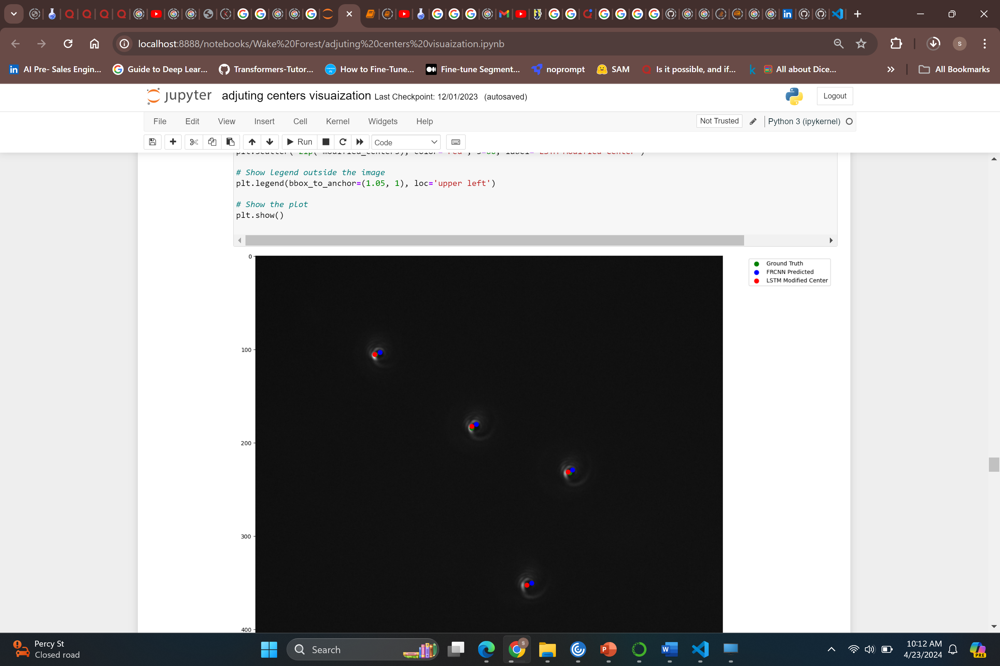 localhost:8888/notebooks/Wake%20Forest/adjuting%20centers%20visuaization.ipynb
s
in AI Pre- Sales Engin...
Guide to Deep Lear...
Transformers-Tutor...
How to Fine-Tune...
Fine-tune Segment...
noprompt
SAM
Is it possible, and if...
k
All about Dice...
All Bookmarks
jupyter adjuting centers visuaization Last Checkpoint: 12/01/2023 (autosaved)
Logout
File Edit View Insert Cell Kernel Widgets Help
Not Trusted
Python 3 (ipykernel)
Run
Code
# Show legend outside the image
plt.legend(bbox_to_anchor=(1.05, 1), loc='upper left')
# Show the plot
plt.show()
0
100
200
300
400
Ground Truth
FRCNN Predicted
LSTM Modified Center
Percy St
Closed road
Search
10:12 AM
4/23/2024
PRE